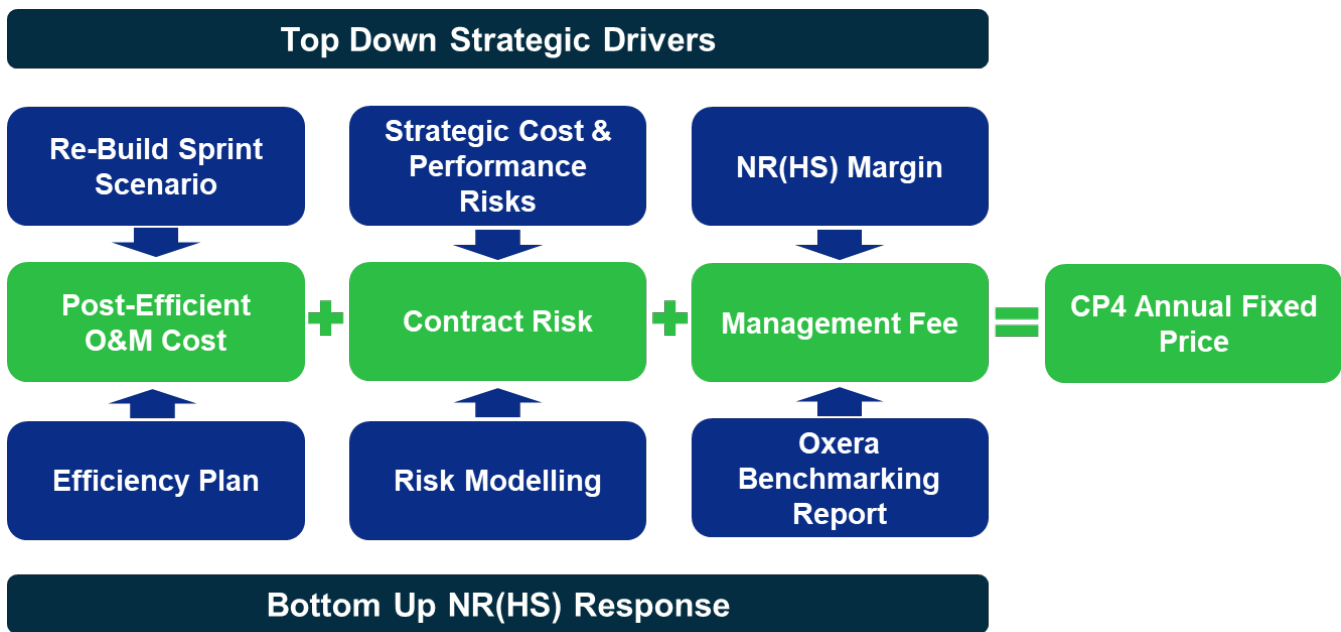 Top Down Strategic Drivers
Re-Build Sprint
Scenario
Strategic Cost &
Performance
Risks
NR(HS) Margin
Post-Efficient
O&M Cost
+
Contract Risk
+
Management Fee
=
CP4 Annual Fixed
Price
Efficiency Plan
Risk Modelling
Oxera
Benchmarking
Report
Bottom Up NR(HS) Response